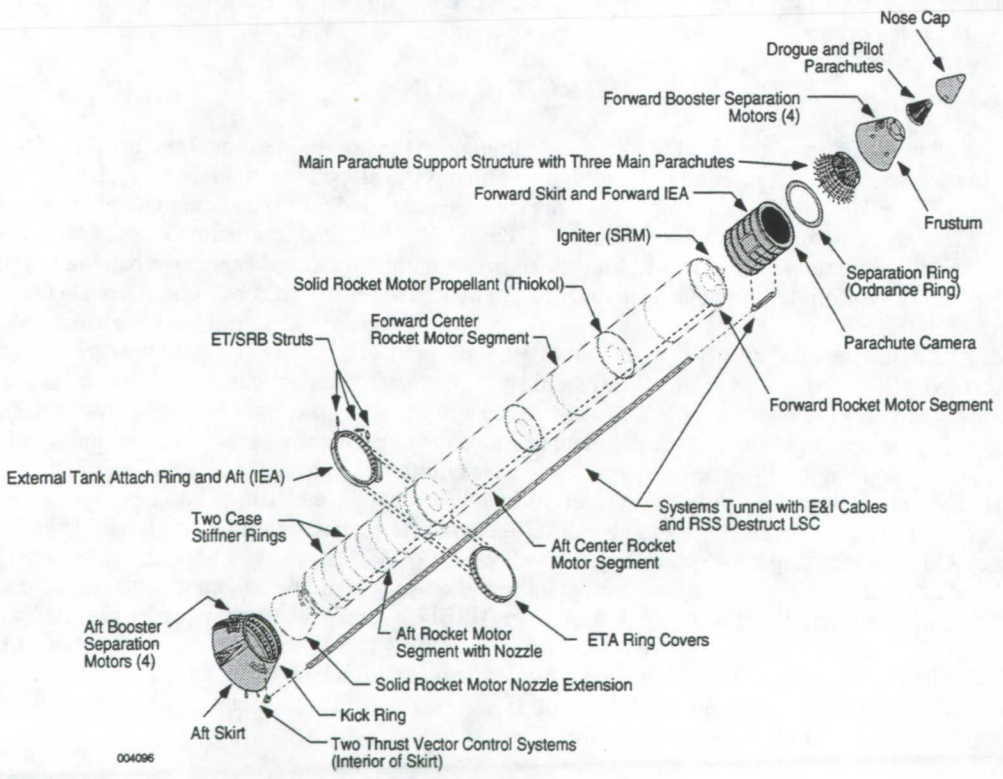 Nose Cap
Drogue and Pilot
Parachutes
Forward Booster Separation
Motors (4)
Main Parachute Support Structure with Three Main Parachutes
Forward Skirt and Forward IEA
Frustum
Igniter (SRM)
Separation Ring
(Ordnance Ring)
Solid Rocket Motor Propellant (Thiokol)
Forward Center
Rocket Motor Segment
ET/SRB Struts
Parachute Camera
Forward Rocket Motor Segment
External Tank Attach Ring and Aft (IEA)
Systems Tunnel with E&I Cables
and RSS Destruct LSC
Two Case
Stiffner Rings
Aft Center Rocket
Motor Segment
Aft Booster
Separation
Motors (4)
Aft Rocket Motor
Segment with Nozzle
ETA Ring Covers
Solid Rocket Motor Nozzle Extension
Kick Ring
Aft Skirt
Two Thrust Vector Control Systems
(Interior of Skirt)
004096